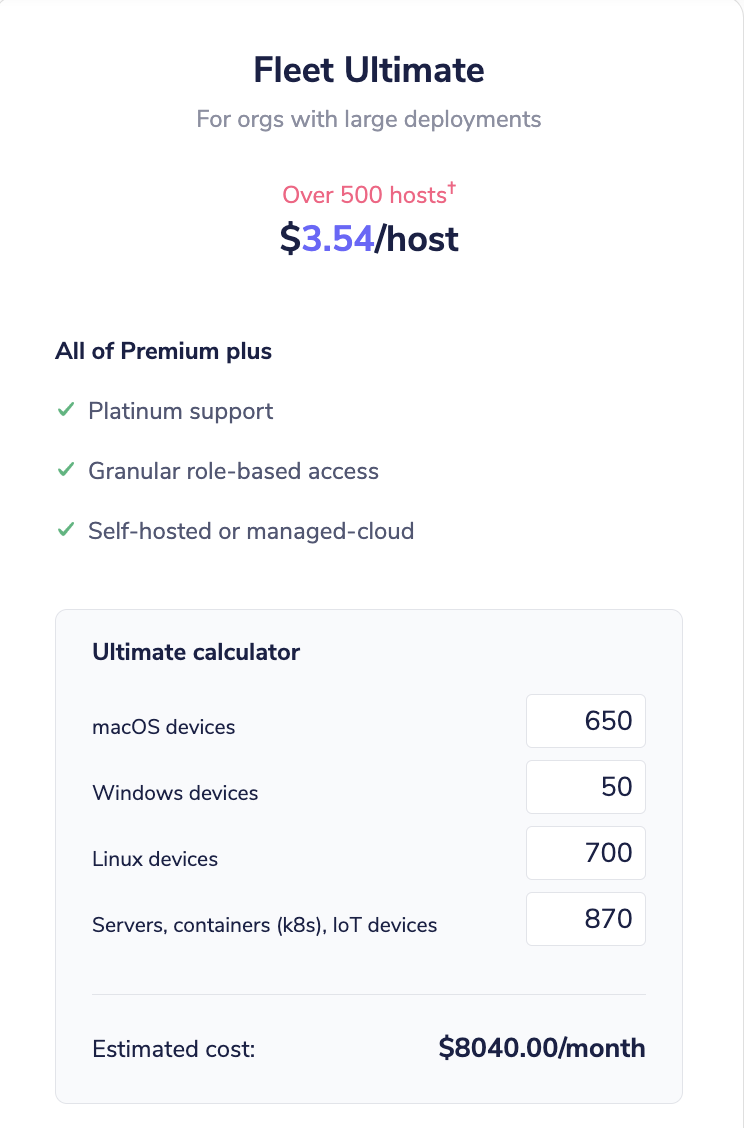 Fleet Ultimate
For orgs with large deployments
Over 500 hosts†
$3.54/host
All of Premium plus
Platinum support
Granular role-based access
Self-hosted or managed-cloud
Ultimate calculator
macOS devices 650
Windows devices 50
Linux devices 700
Servers, containers (k8s), IoT devices 870
Estimated cost: $8040.00/month